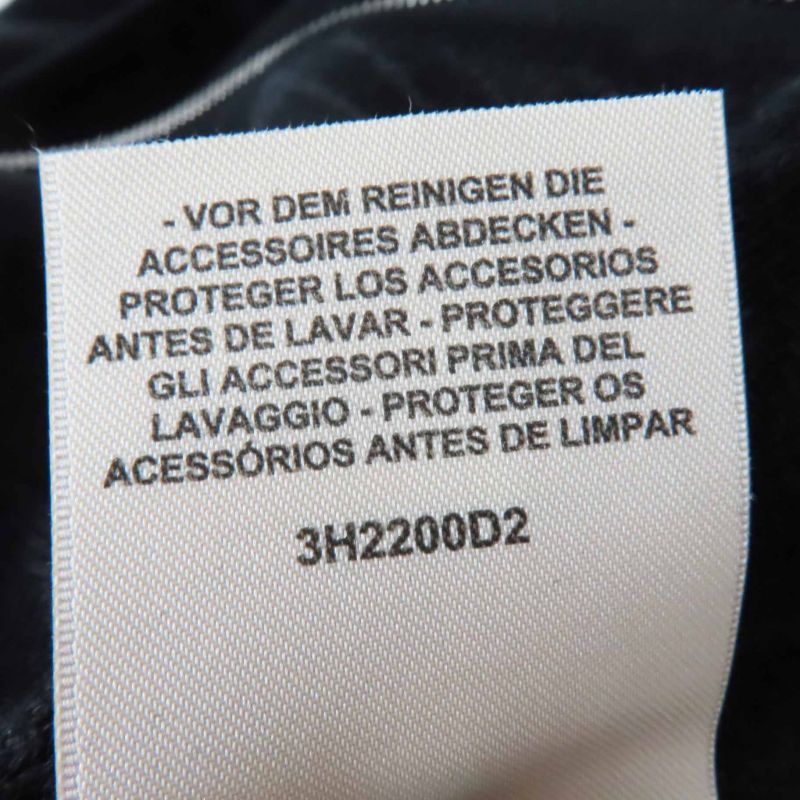 - VOR DEM REINIGEN DIE
ACCESSOIRES ABDECKEN -
PROTEGER LOS ACCESORIOS
ANTES DE LAVAR - PROTEGGERE
GLI ACCESSORI PRIMA DEL
LAVAGGIO - PROTEGER OS
ACESSÓRIOS ANTES DE LIMPAR
3H2200D2